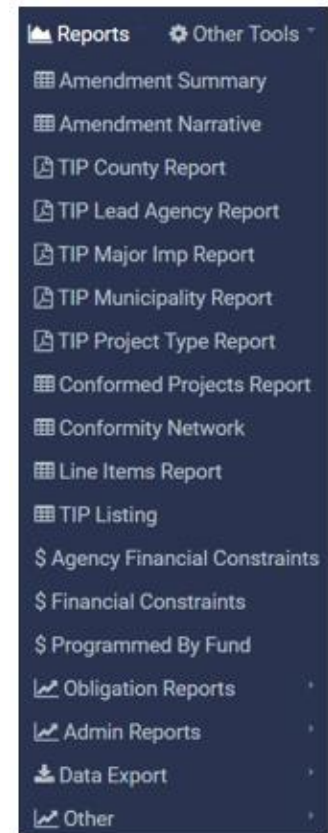 Reports Other Tools
Amendment Summary
Amendment Narrative
TIP County Report
TIP Lead Agency Report
TIP Major Imp Report
TIP Municipality Report
TIP Project Type Report
Conformed Projects Report
Conformity Network
Line Items Report
TIP Listing
$ Agency Financial Constraints
$ Financial Constraints
$ Programmed By Fund
Obligation Reports
Admin Reports
Data Export
Other